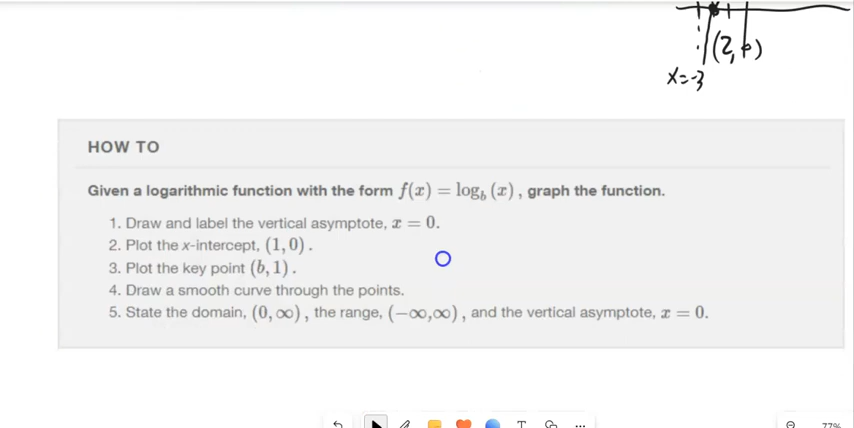 (2, 
x=-3
HOW TO
Given a logarithmic function with the form f(x) = log_b (x), graph the function.
1. Draw and label the vertical asymptote, x = 0.
2. Plot the x-intercept, (1,0).
3. Plot the key point (b,1).
4. Draw a smooth curve through the points.
5. State the domain, (0,∞), the range, (−∞,∞), and the vertical asymptote, x = 0.
T
77%